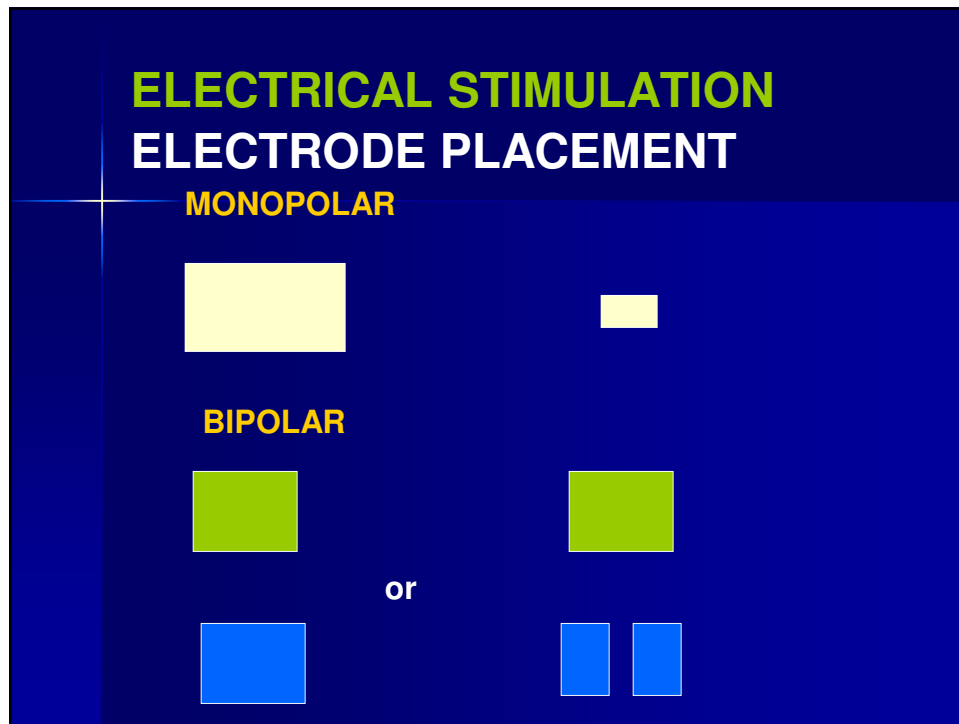 ELECTRICAL STIMULATION
ELECTRODE PLACEMENT
MONOPOLAR
BIPOLAR
or